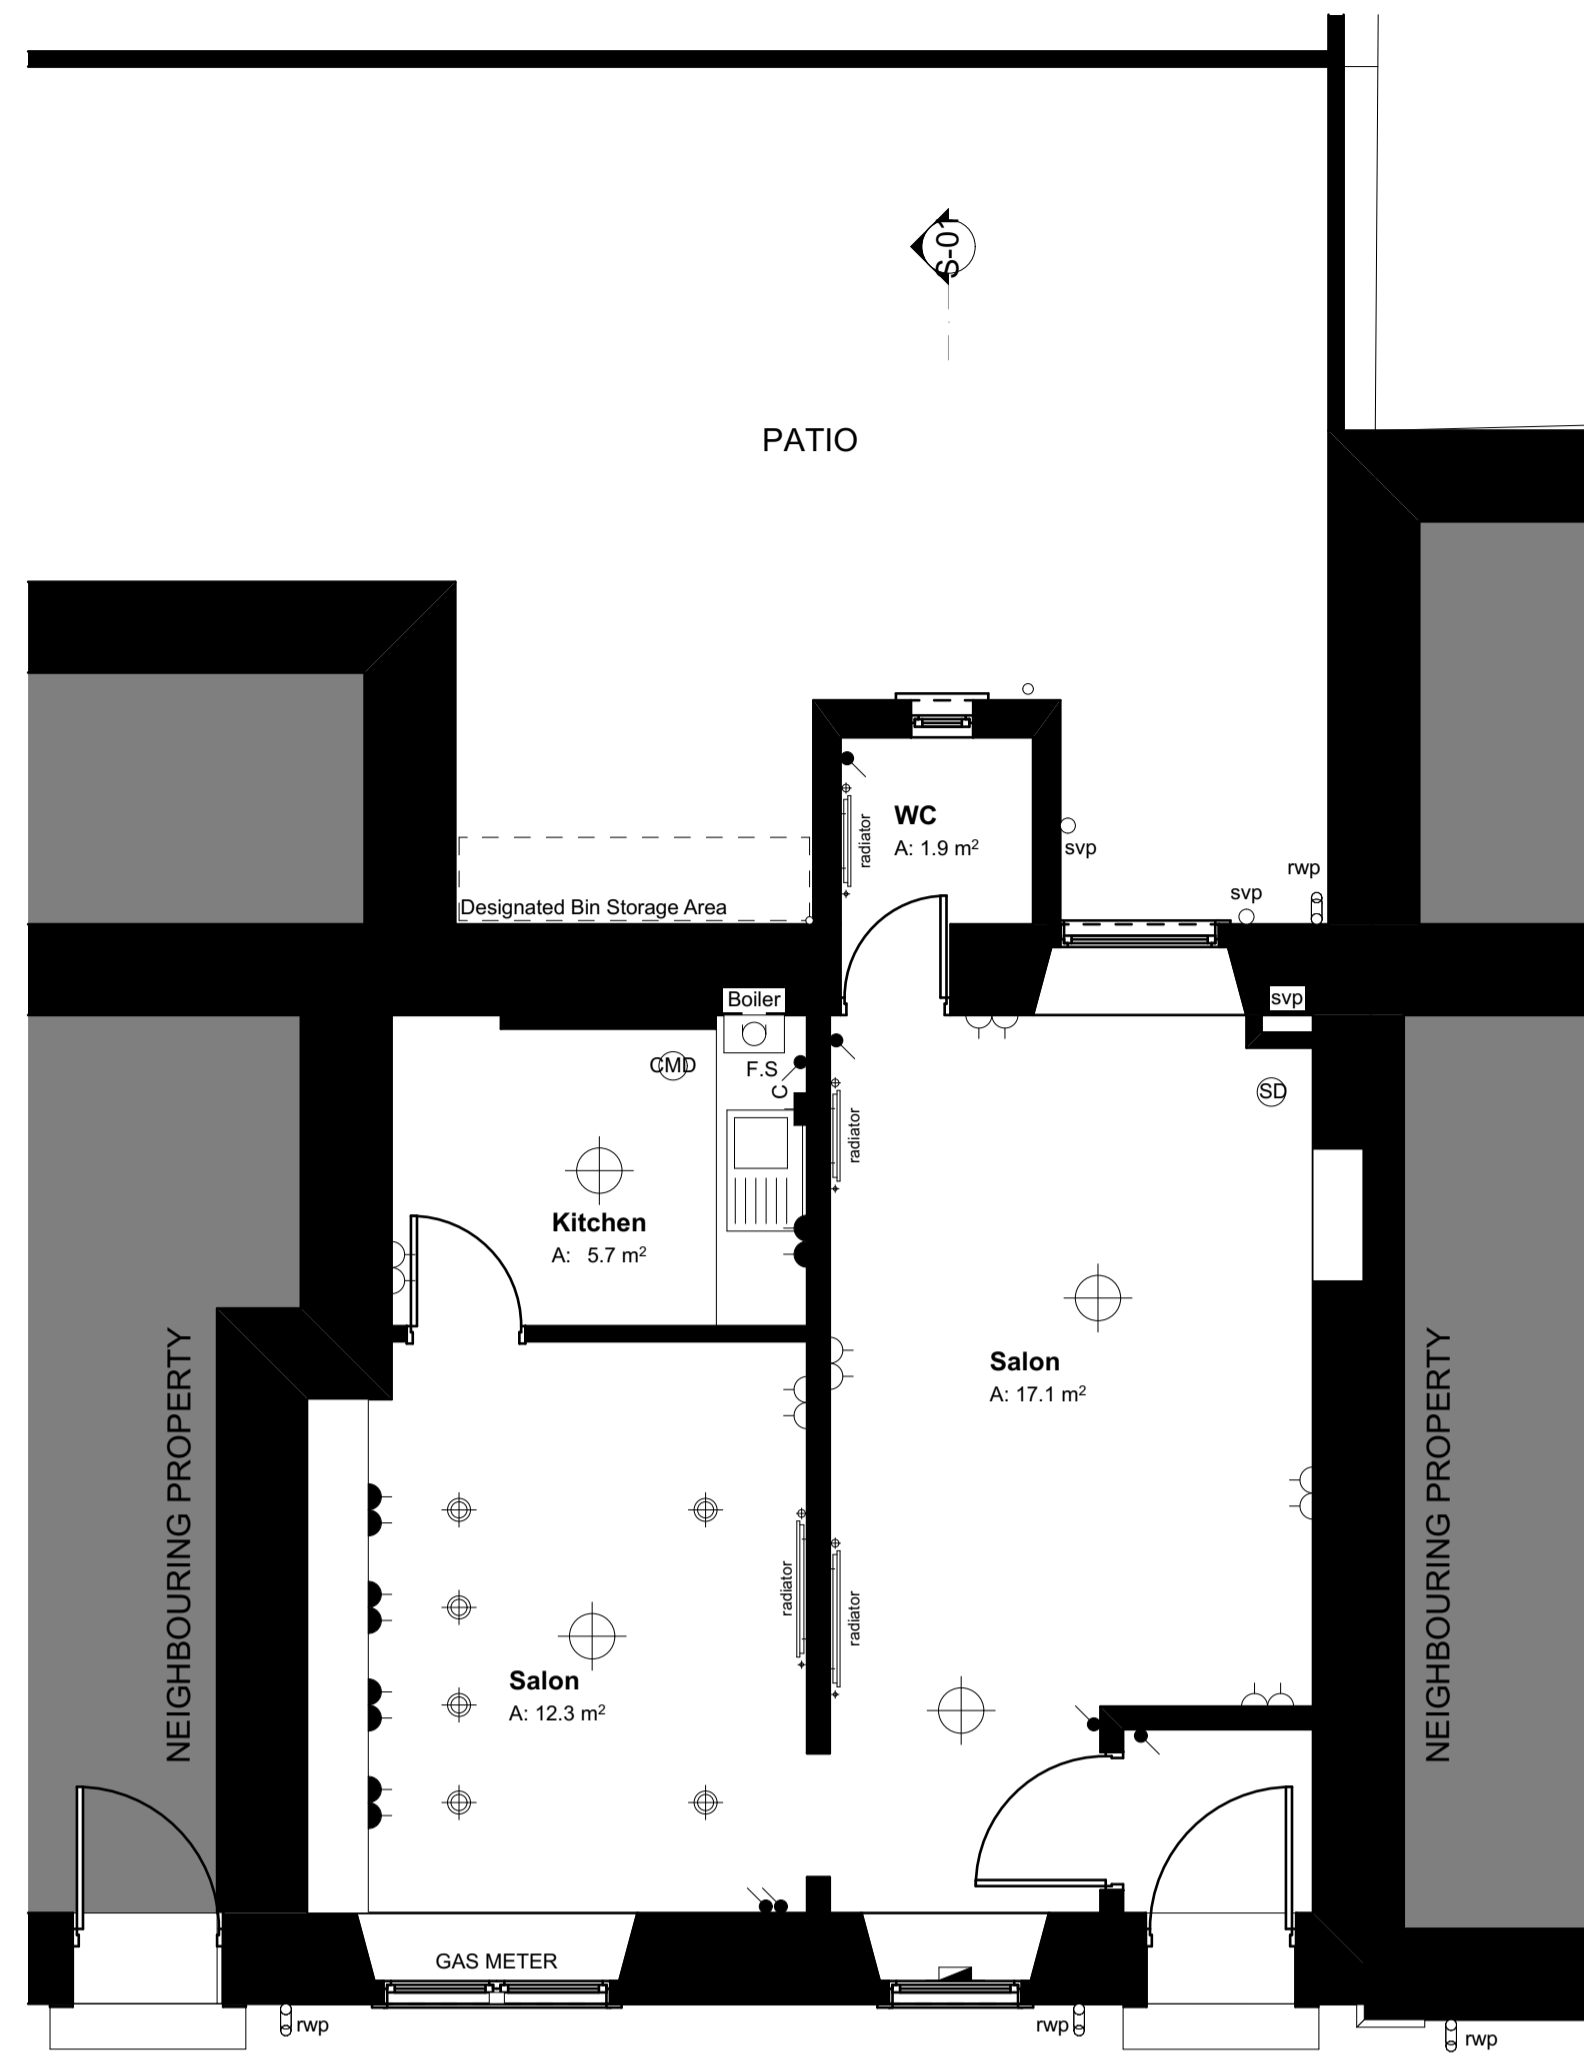 S-01
PATIO
WC
A: 1.9 m²
radiator
svp
rwp
svp
Designated Bin Storage Area
Boiler
svp
CMD
F.S
C
SD
radiator
Kitchen
A: 5.7 m²
Salon
A: 17.1 m²
NEIGHBOURING PROPERTY
NEIGHBOURING PROPERTY
radiator
radiator
Salon
A: 12.3 m²
GAS METER
rwp
rwp
rwp